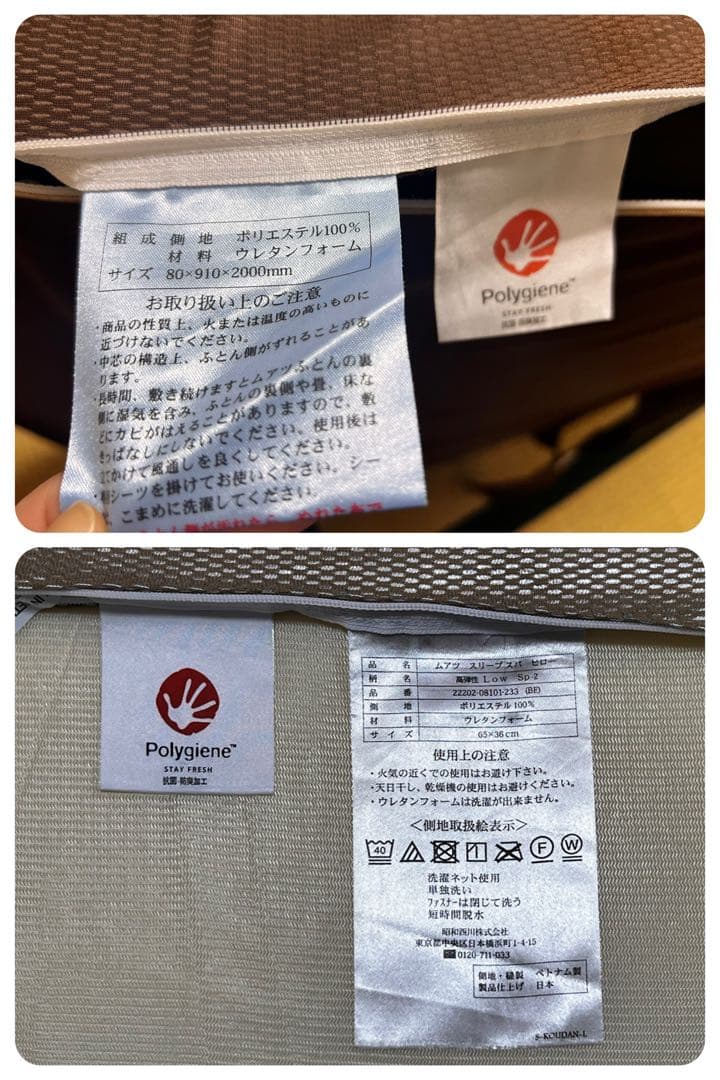 組成 側地 ポリエステル100%
材料 ウレタンフォーム
サイズ 80×910×2000mm
お取り扱い上のご注意
・商品の性質上、火または温度の高いものに
近づけないでください。
・中芯の構造上、ふとん側がずれることがあ
ります。
長時間、敷き続けますとムアツふとんの裏
側に湿気を含み、ふとんの裏側や畳、床な
どにカビがはえることがありますので、敷
きっぱなしにしないでください。使用後は
てかけて風通しを良くしてください。
シーツを掛けてお使いください。シー
、こまめに洗濯してください。
Polygiene™
STAY FRESH
抗菌・防臭加工
Polygiene™
STAY FRESH
抗菌・防臭加工
品名 ムアツ スリープスパ ピロー
柄名 高弾性 Low Sp-2
品番 22202-08101-233 (BE)
側地 ポリエステル100%
材料 ウレタンフォーム
サイズ 65×36cm
使用上の注意
・火気の近くでの使用はお避け下さい。
・天日干し、乾燥機の使用はお避けください。
・ウレタンフォームは洗濯が出来ません。
<側地取扱絵表示>
40 F W
洗濯ネット使用
単独洗い
ファスナーは閉じて洗う
短時間脱水
昭和西川株式会社
東京都中央区日本橋浜町1-4-15
0120-711-033
側地・縫製 ベトナム製
製品仕上げ 日本
S-KOUDAN-L